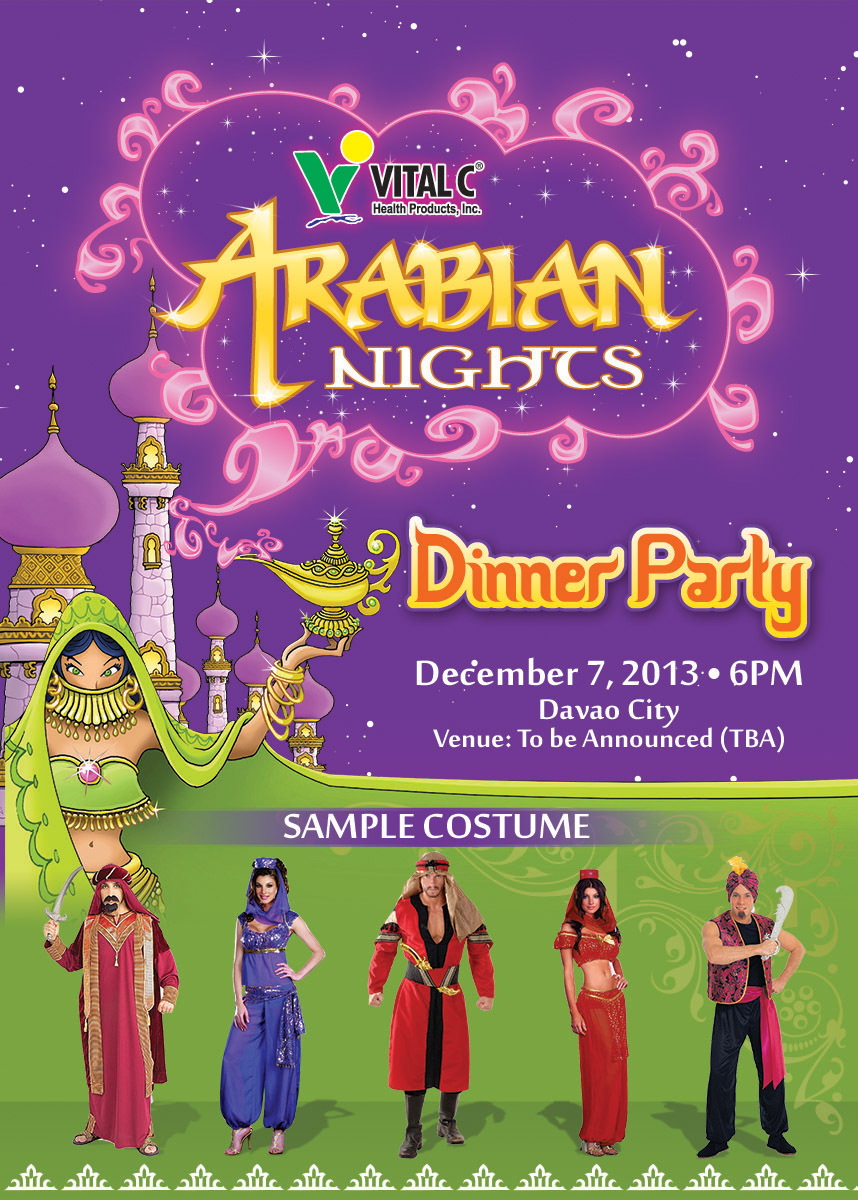 VITAL C®
Health Products, Inc.
ARABIAN
NIGHTS
Dinner Party
December 7, 2013 • 6PM
Davao City
Venue: To be Announced (TBA)
SAMPLE COSTUME